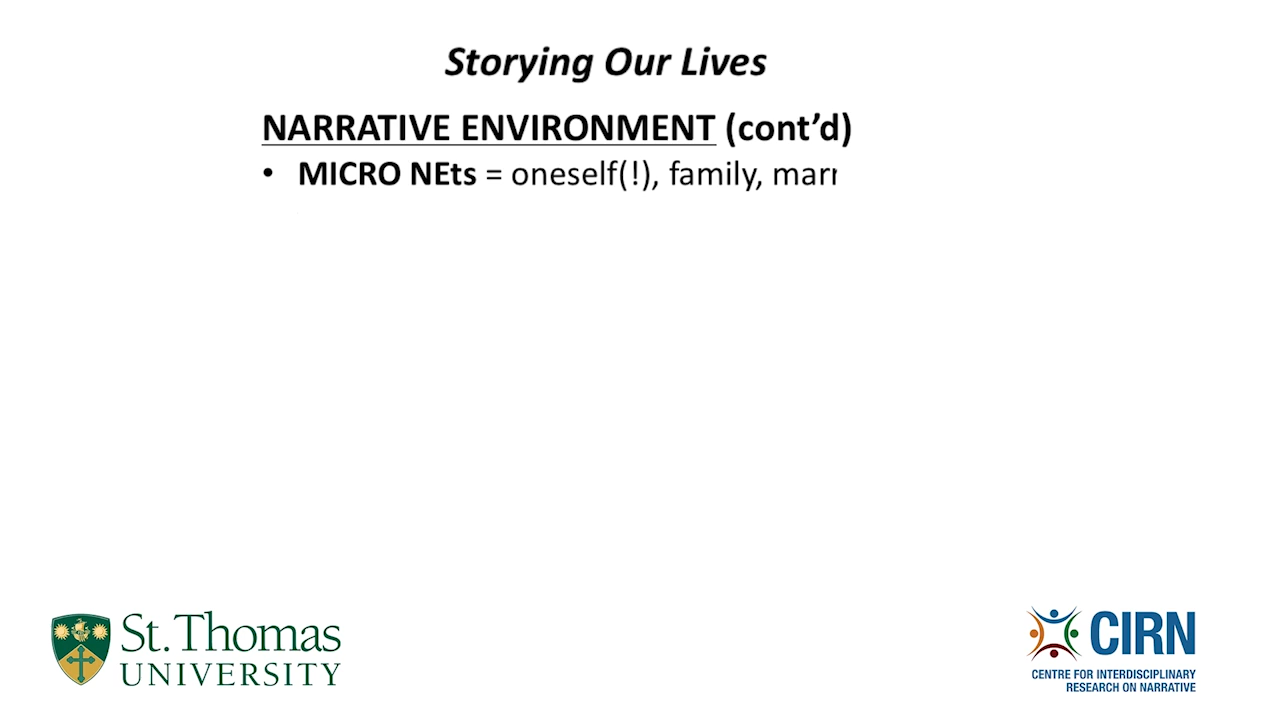 Storying Our Lives
NARRATIVE ENVIRONMENT (cont’d)
• MICRO NEts = oneself(!), family, marr
St. Thomas
UNIVERSITY
CIRN
CENTRE FOR INTERDISCIPLINARY
RESEARCH ON NARRATIVE